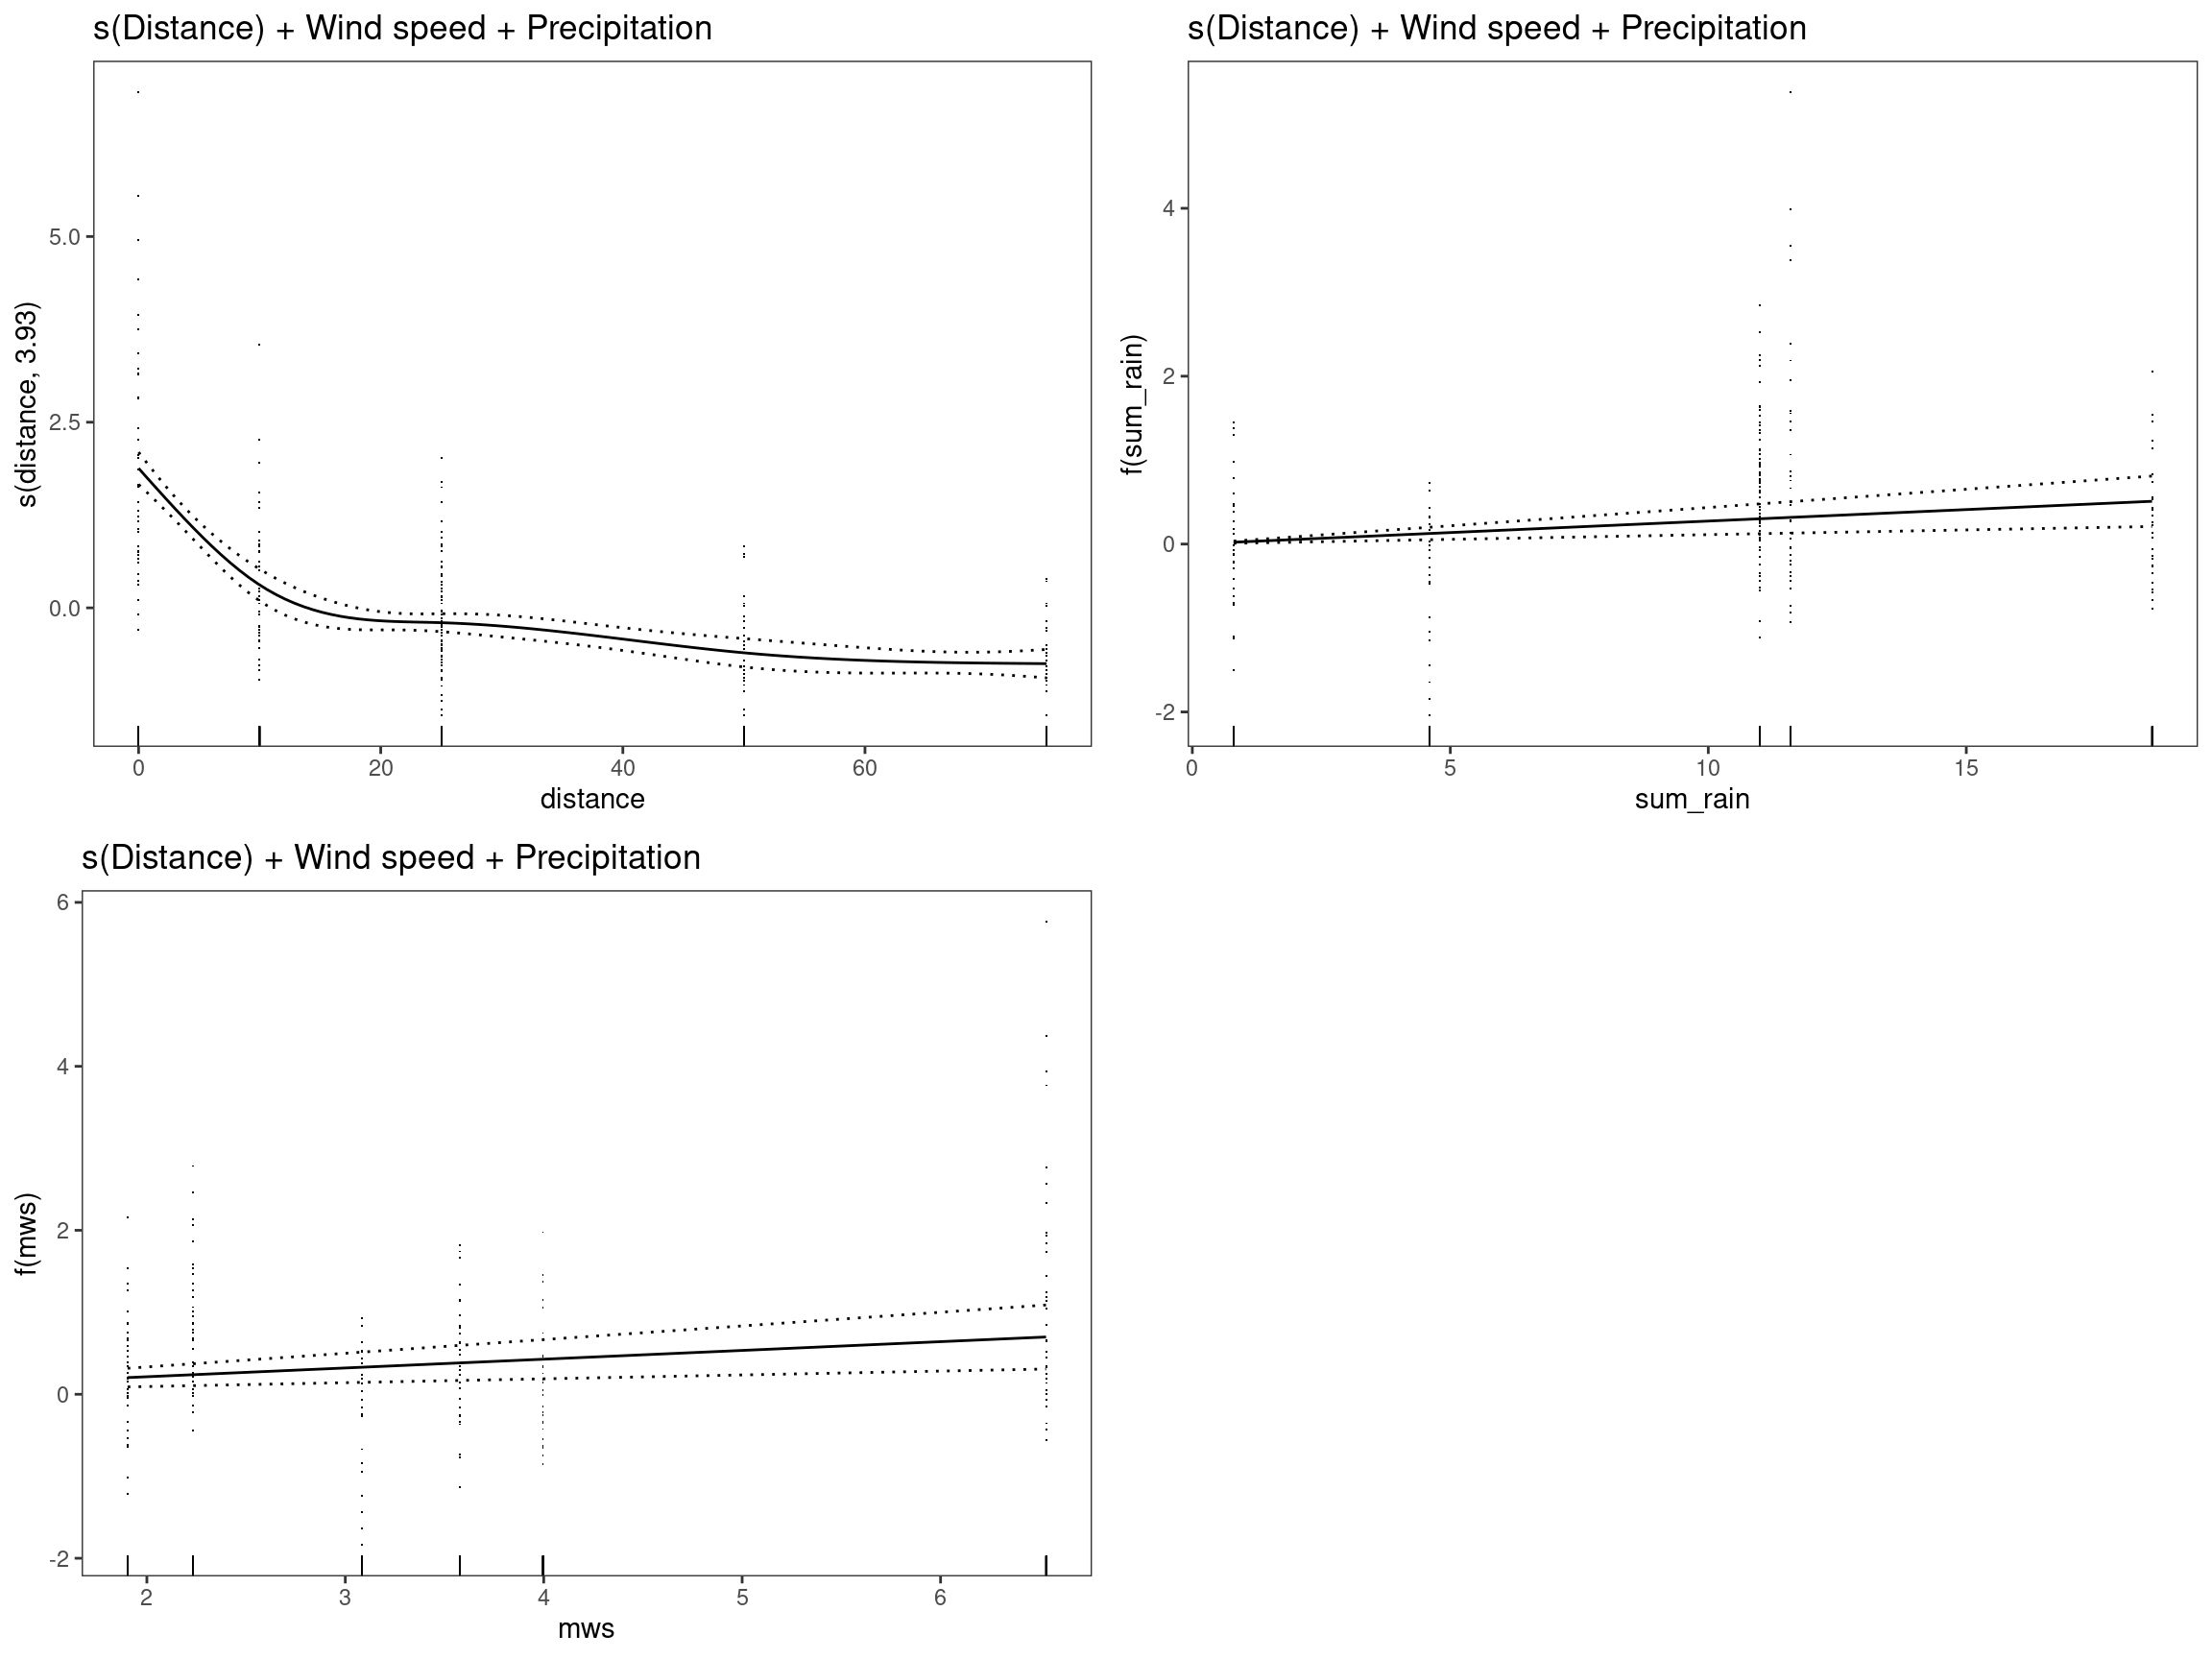 s(Distance) + Wind speed + Precipitation
s(distance, 3.93)
5.0
2.5
0.0
0 20 40 60
distance
s(Distance) + Wind speed + Precipitation
f(sum_rain)
4
2
0
-2
0 5 10 15
sum_rain
s(Distance) + Wind speed + Precipitation
f(mws)
6
4
2
0
-2
2 3 4 5 6
mws